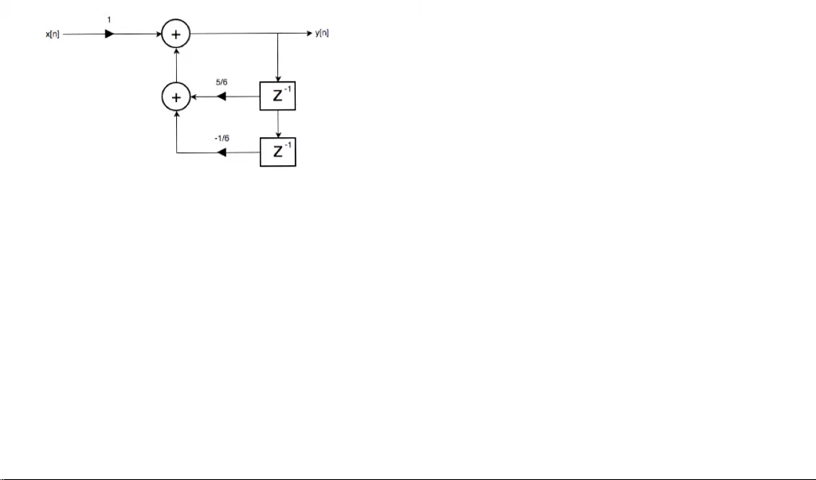 1
x[n] + y[n]
5/6
+ Z⁻¹
-1/6
Z⁻¹